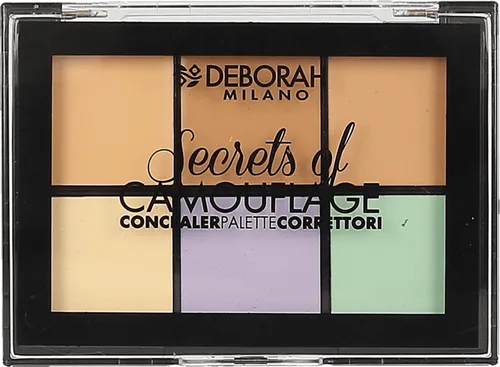 DEBORAH
MILANO
Secrets of
CAMOUFLAGE
CONCEALERPALETTECORRETTORI